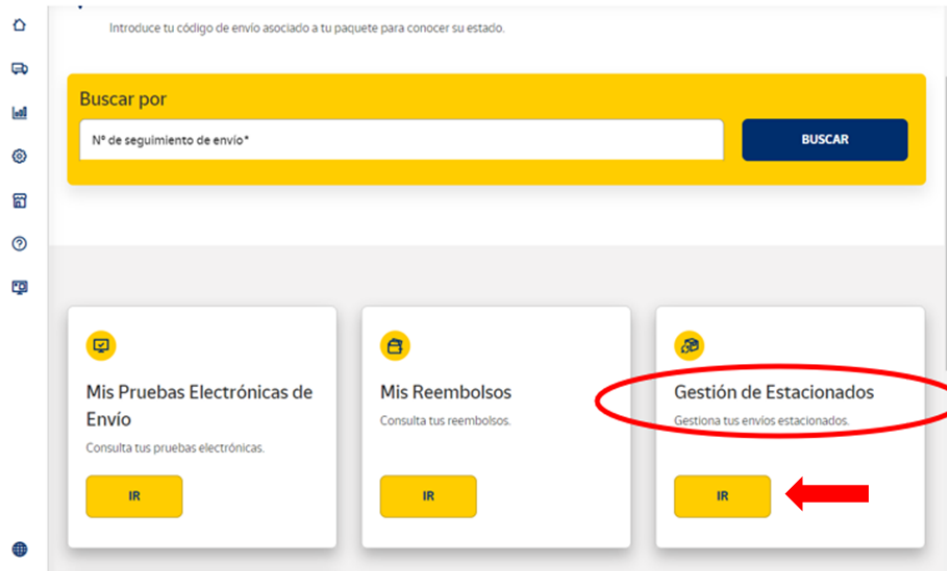 Introduce tu código de envío asociado a tu paquete para conocer su estado.
Buscar por
Nº de seguimiento de envío*
BUSCAR
Mis Pruebas Electrónicas de
Envío
Consulta tus pruebas electrónicas.
IR
Mis Reembolsos
Consulta tus reembolsos.
IR
Gestión de Estacionados
Gestiona tus envíos estacionados.
IR